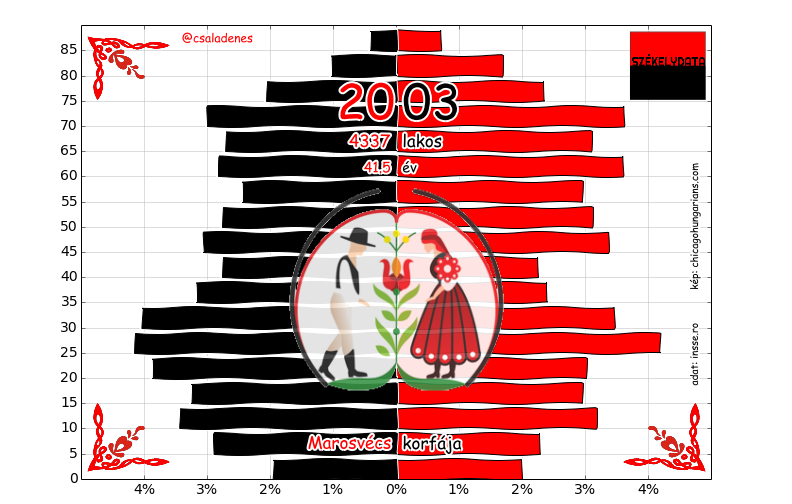 @csaladenes
SZÉKELYDATA
2003
4337 lakos
41.5 év
kép: chicagohungarians.com
adat: insse.ro
Marosvécs korfája
85
80
75
70
65
60
55
50
45
40
35
30
25
20
15
10
5
0
4% 3% 2% 1% 0% 1% 2% 3% 4%